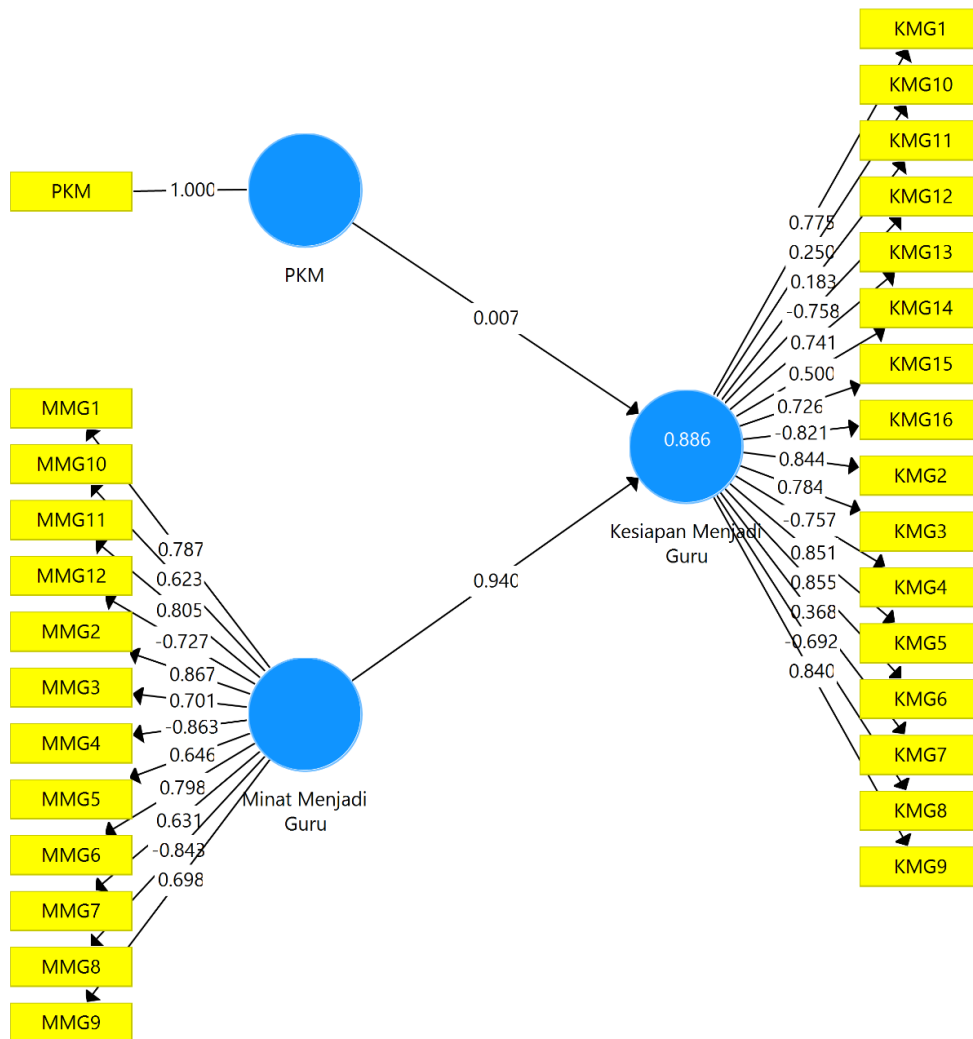 KMG1
KMG10
KMG11
PKM
1.000
PKM
KMG12
0.775
0.250
KMG13
0.183
-0.758
KMG14
0.007
0.741
0.500
KMG15
0.726
MMG1
KMG16
-0.821
0.886
0.844
MMG10
KMG2
0.784
MMG11
-0.757
KMG3
Kesiapan Menjadi
Guru
0.787
0.851
MMG12
0.623
0.940
0.855
KMG4
0.805
0.368
MMG2
-0.727
-0.692
KMG5
0.867
0.840
MMG3
0.701
KMG6
-0.863
MMG4
0.646
KMG7
MMG5
0.798
Minat Menjadi
Guru
0.631
KMG8
MMG6
-0.843
0.698
KMG9
MMG7
MMG8
MMG9